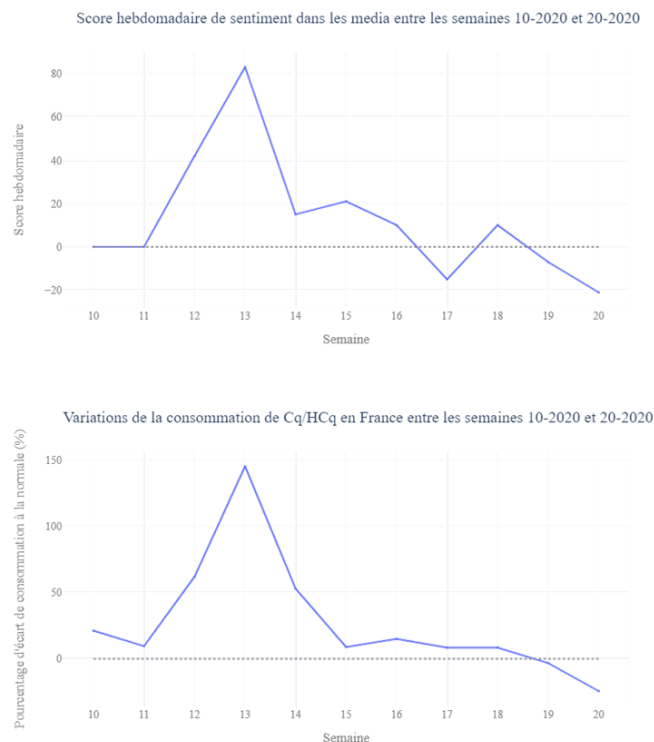 Score hebdomadaire de sentiment dans les media entre les semaines 10-2020 et 20-2020
80
60
40
20
0
−20
Score hebdomadaire
10 11 12 13 14 15 16 17 18 19 20
Semaine
Variations de la consommation de Cq/HCq en France entre les semaines 10-2020 et 20-2020
150
100
50
0
Pourcentage d'écart de consommation à la normale (%)
10 11 12 13 14 15 16 17 18 19 20
Semaine